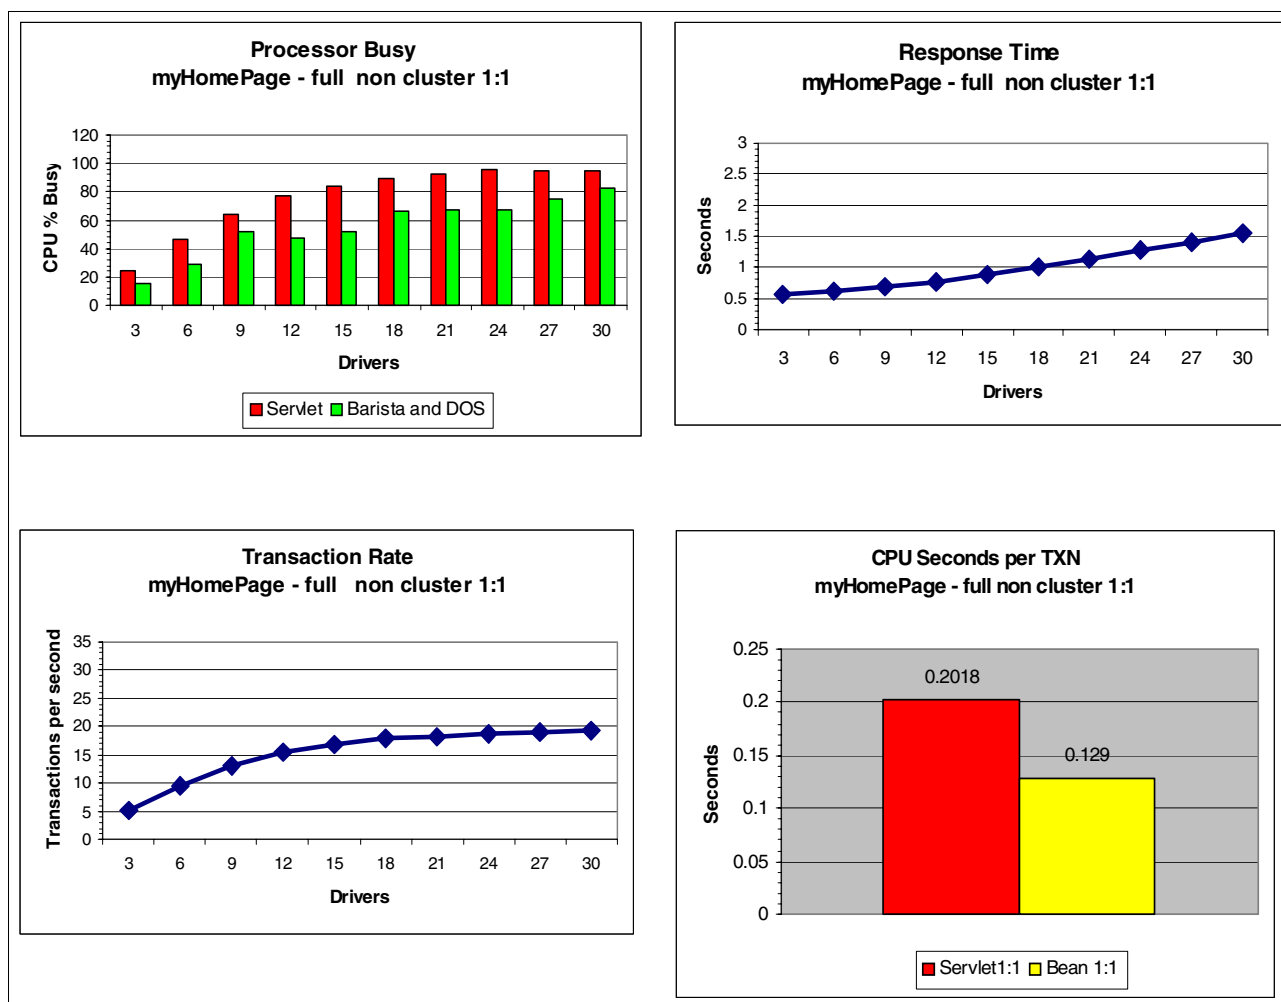 Processor Busy
myHomePage - full non cluster 1:1
CPU % Busy
120
100
80
60
40
20
0
3 6 9 12 15 18 21 24 27 30
Drivers
Servlet Barista and DOS
Response Time
myHomePage - full non cluster 1:1
Seconds
3
2.5
2
1.5
1
0.5
0
3 6 9 12 15 18 21 24 27 30
Drivers
Transaction Rate
myHomePage - full non cluster 1:1
Transactions per second
35
30
25
20
15
10
5
0
3 6 9 12 15 18 21 24 27 30
Drivers
CPU Seconds per TXN
myHomePage - full non cluster 1:1
Seconds
0.25
0.2
0.15
0.1
0.05
0
0.2018
0.129
Servlet1:1 Bean 1:1